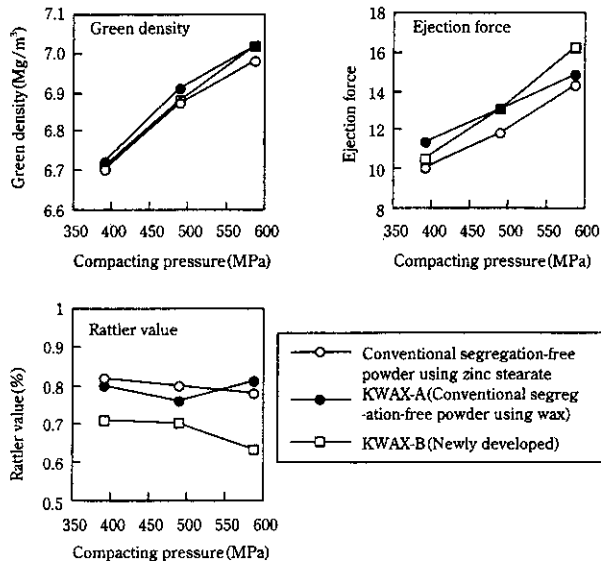 Green density
Green density(Mg/m³)
7.1
7.0
6.9
6.8
6.7
6.6
350 400 450 500 550 600
Compacting pressure(MPa)
Ejection force
Ejection force
18
16
14
12
10
8
350 400 450 500 550 600
Compacting pressure(MPa)
Rattler value
Rattler value(%)
1
0.9
0.8
0.7
0.6
0.5
350 400 450 500 550 600
Compacting pressure(MPa)
Conventional segregation-free
powder using zinc stearate
KWAX-A(Conventional segreg
-ation-free powder using wax)
KWAX-B(Newly developed)